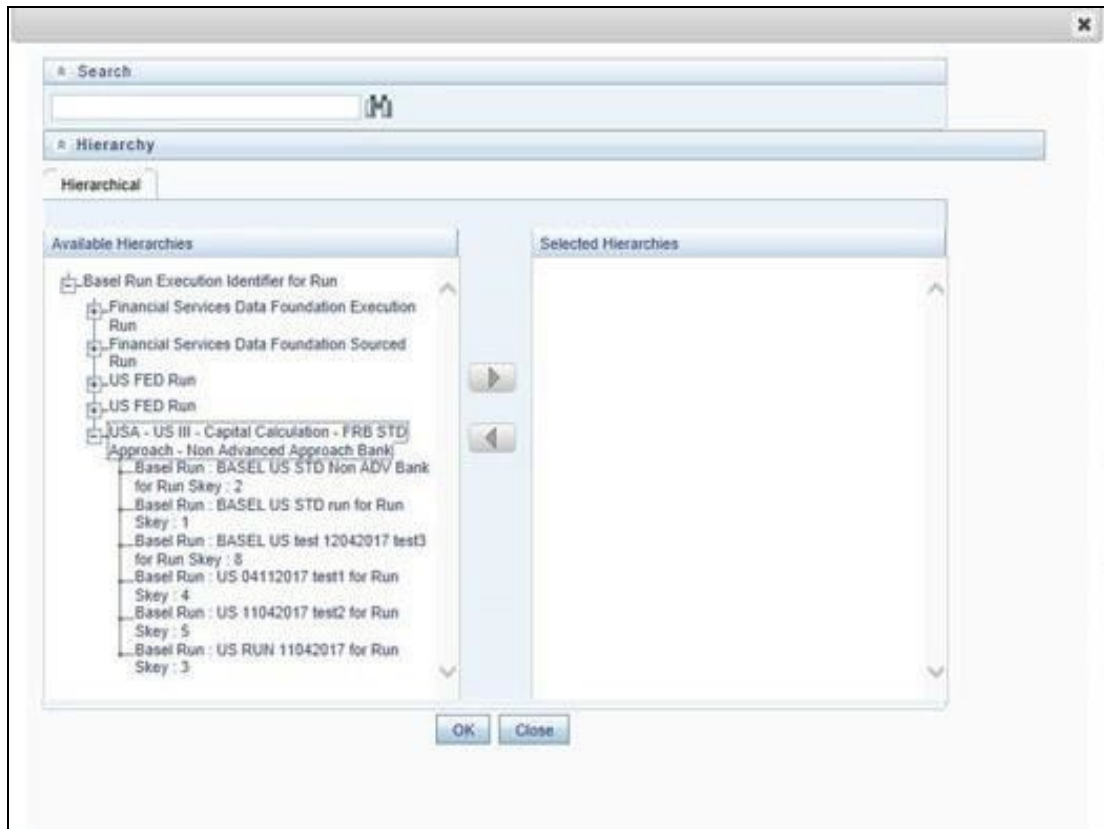 Search
Hierarchy
Hierarchical
Available Hierarchies
Selected Hierarchies
Basel Run Execution Identifier for Run
Financial Services Data Foundation Execution
Run
Financial Services Data Foundation Sourced
Run
US FED Run
US FED Run
USA - US III - Capital Calculation - FRB STD
Approach - Non Advanced Approach Bank
Basel Run : BASEL US STD Non ADV Bank
for Run Skey : 2
Basel Run : BASEL US STD run for Run
Skey : 1
Basel Run : BASEL US test 12042017 test3
for Run Skey : 8
Basel Run : US 04112017 test1 for Run
Skey : 4
Basel Run : US 11042017 test2 for Run
Skey : 5
Basel Run : US RUN 11042017 for Run
Skey : 3
OK
Close